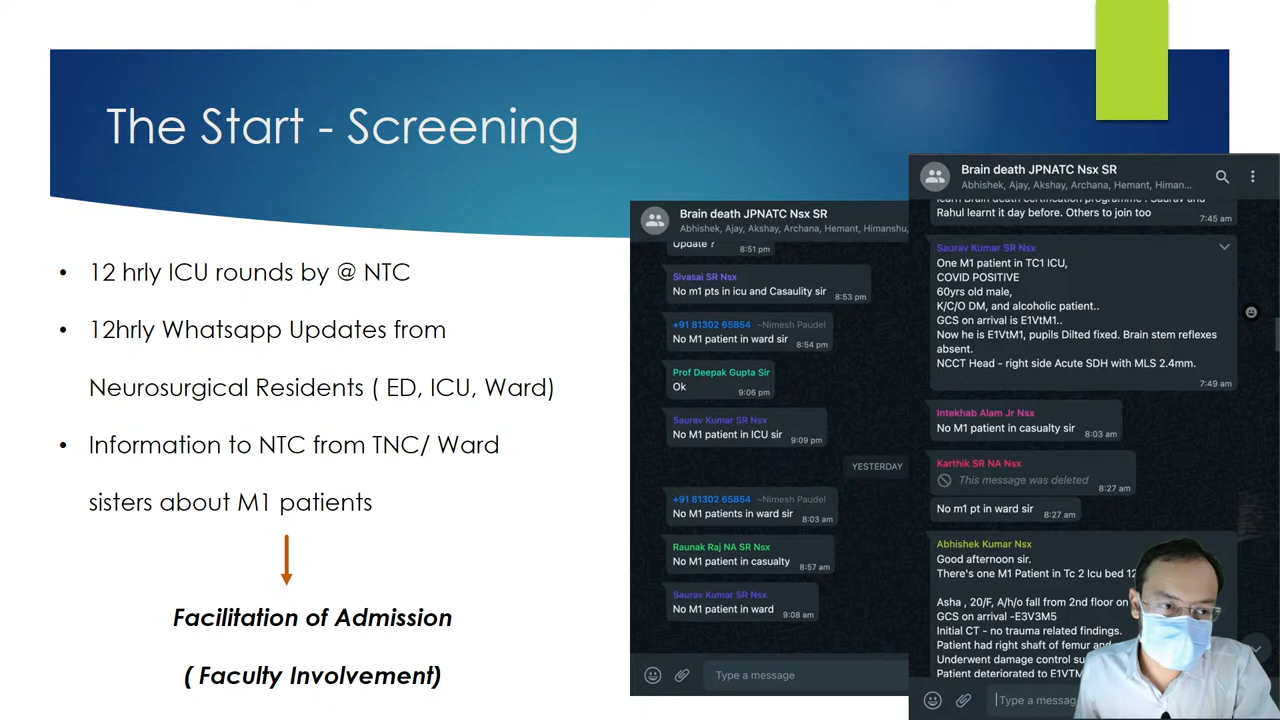 The Start - Screening
• 12 hrly ICU rounds by @ NTC
• 12hrly Whatsapp Updates from
Neurosurgical Residents ( ED, ICU, Ward)
• Information to NTC from TNC/ Ward
sisters about M1 patients
Facilitation of Admission
( Faculty Involvement)
Brain death JPNATC Nsx SR
Abhishek, Ajay, Akshay, Archana, Hemant, Himanshu,
Update ?
8:51 pm
Sivasai SR Nsx
No m1 pts in icu and Casaulity sir
8:53 pm
+91 81302 65854 ~Nimesh Paudel
No M1 patient in ward sir
8:54 pm
Prof Deepak Gupta Sir
Ok
9:06 pm
Saurav Kumar SR Nsx
No M1 patient in ICU sir
9:09 pm
YESTERDAY
+91 81302 65854 ~Nimesh Paudel
No M1 patients in ward sir
8:03 am
Raunak Raj NA SR Nsx
No M1 patient in casualty
8:57 am
Saurav Kumar SR Nsx
No M1 patient in ward
9:08 am
Type a message
Brain death JPNATC Nsx SR
Abhishek, Ajay, Akshay, Archana, Hemant, Himan...
learn Brain death certification programme . Saurav and
Rahul learnt it day before. Others to join too
7:45 am
Saurav Kumar SR Nsx
One M1 patient in TC1 ICU,
COVID POSITIVE
60yrs old male,
K/C/O DM, and alcoholic patient..
GCS on arrival is E1VtM1..
Now he is E1VtM1, pupils Dilted fixed. Brain stem reflexes
absent.
NCCT Head - right side Acute SDH with MLS 2.4mm.
7:49 am
Intekhab Alam Jr Nsx
No M1 patient in casualty sir
8:03 am
Karthik SR NA Nsx
This message was deleted
8:27 am
No m1 pt in ward sir
8:27 am
Abhishek Kumar Nsx
Good afternoon sir.
There's one M1 Patient in Tc 2 Icu bed 12
Asha , 20/F, A/h/o fall from 2nd floor on
GCS on arrival -E3V3M5
Initial CT - no trauma related findings.
Patient had right shaft of femur and
Underwent damage control
Patient deteriorated to
Type a